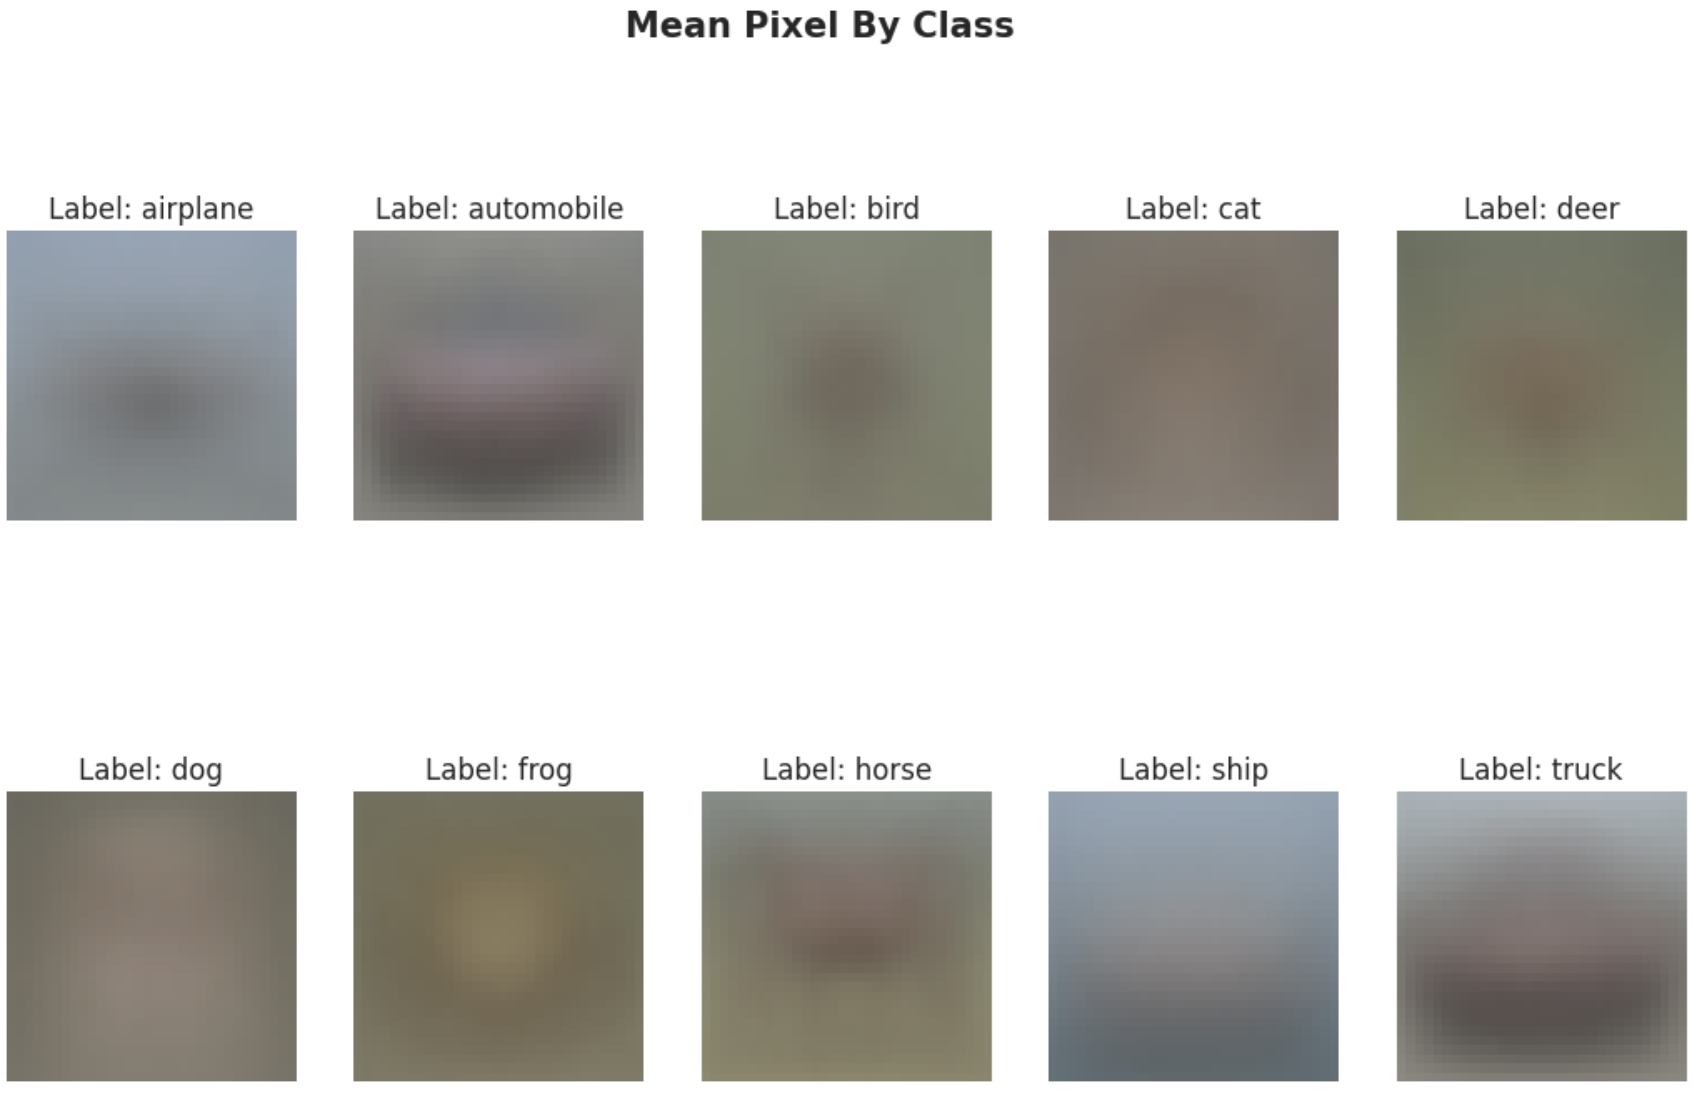 Mean Pixel By Class
Label: airplane
Label: automobile
Label: bird
Label: cat
Label: deer
Label: dog
Label: frog
Label: horse
Label: ship
Label: truck